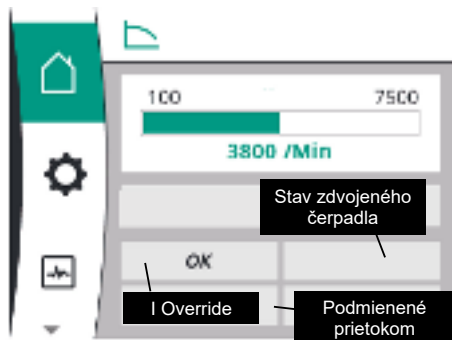 100 7500
3800 /Min
Stav zdvojeného
čerpadla
OK
I Override
Podmienené
prietokom